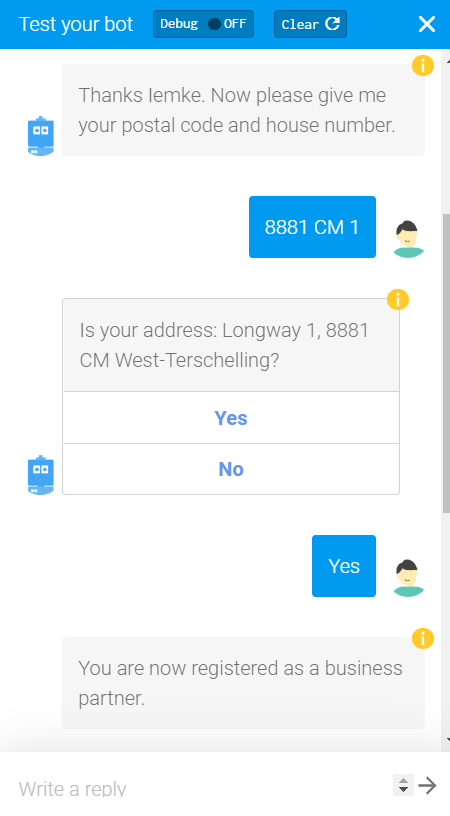 Test your bot Debug OFF Clear
Thanks Iemke. Now please give me
your postal code and house number.
8881 CM 1
Is your address: Longway 1, 8881
CM West-Terschelling?
Yes
No
Yes
You are now registered as a business
partner.
Write a reply